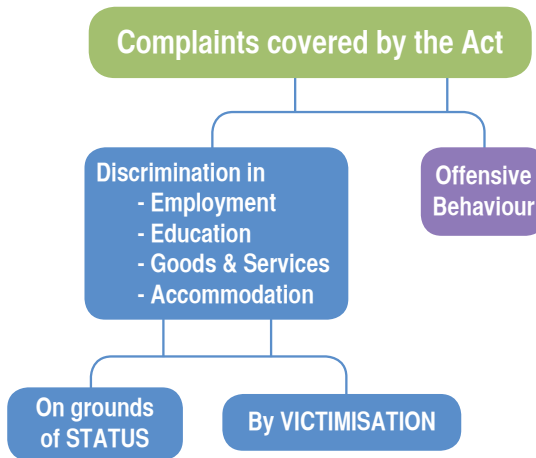 Complaints covered by the Act
Discrimination in
- Employment
- Education
- Goods & Services
- Accommodation
Offensive
Behaviour
On grounds
of STATUS
By VICTIMISATION